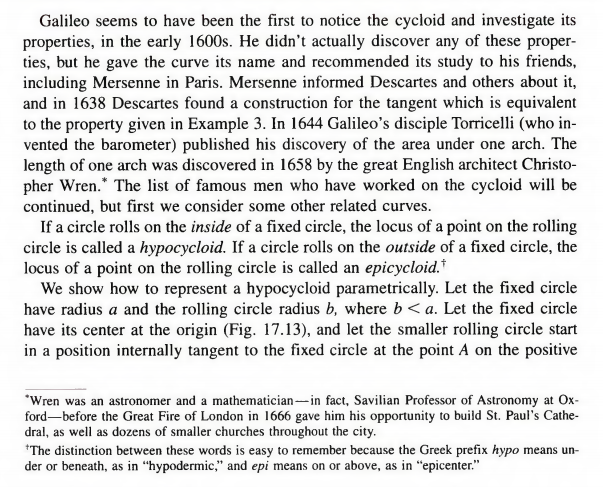 Galileo seems to have been the first to notice the cycloid and investigate its
properties, in the early 1600s. He didn't actually discover any of these proper-
ties, but he gave the curve its name and recommended its study to his friends,
including Mersenne in Paris. Mersenne informed Descartes and others about it,
and in 1638 Descartes found a construction for the tangent which is equivalent
to the property given in Example 3. In 1644 Galileo's disciple Torricelli (who in-
vented the barometer) published his discovery of the area under one arch. The
length of one arch was discovered in 1658 by the great English architect Christo-
pher Wren.* The list of famous men who have worked on the cycloid will be
continued, but first we consider some other related curves.
If a circle rolls on the inside of a fixed circle, the locus of a point on the rolling
circle is called a hypocycloid. If a circle rolls on the outside of a fixed circle, the
locus of a point on the rolling circle is called an epicycloid.†
We show how to represent a hypocycloid parametrically. Let the fixed circle
have radius a and the rolling circle radius b, where b < a. Let the fixed circle
have its center at the origin (Fig. 17.13), and let the smaller rolling circle start
in a position internally tangent to the fixed circle at the point A on the positive
*Wren was an astronomer and a mathematician—in fact, Savilian Professor of Astronomy at Ox-
ford—before the Great Fire of London in 1666 gave him his opportunity to build St. Paul's Cathe-
dral, as well as dozens of smaller churches throughout the city.
†The distinction between these words is easy to remember because the Greek prefix hypo means un-
der or beneath, as in "hypodermic," and epi means on or above, as in "epicenter."